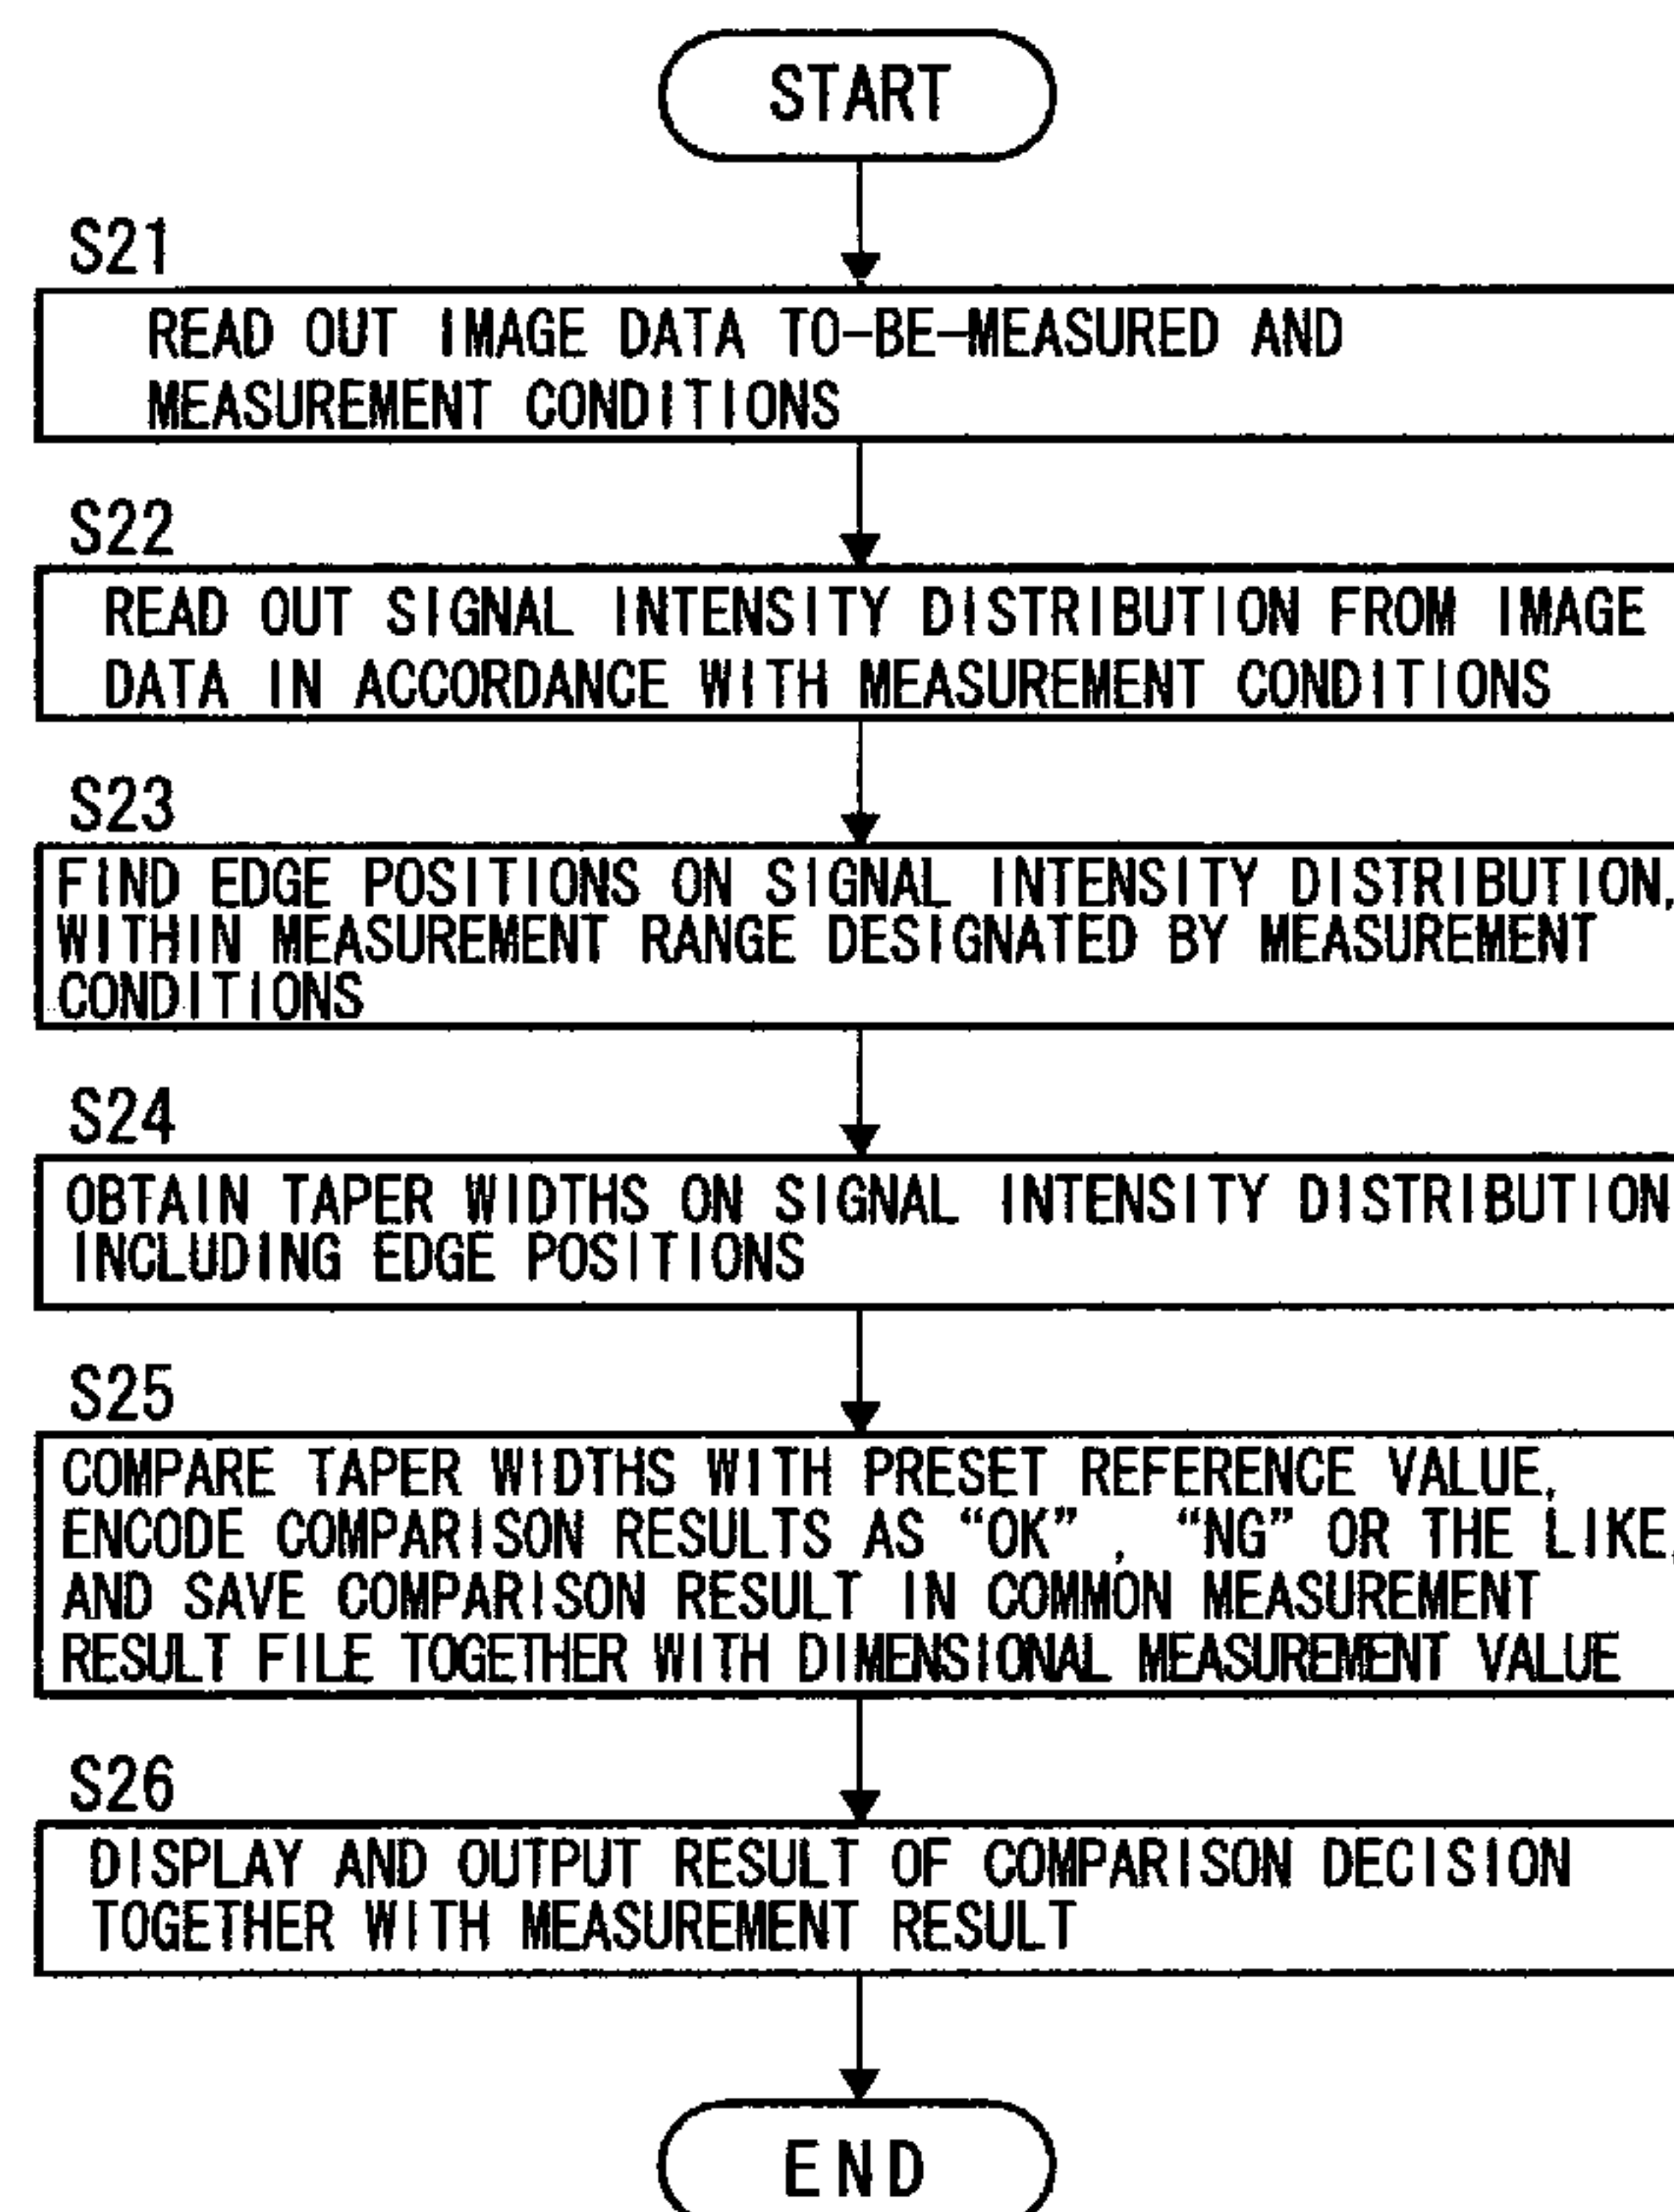 START
S21
READ OUT IMAGE DATA TO-BE-MEASURED AND
MEASUREMENT CONDITIONS
S22
READ OUT SIGNAL INTENSITY DISTRIBUTION FROM IMAGE
DATA IN ACCORDANCE WITH MEASUREMENT CONDITIONS
S23
FIND EDGE POSITIONS ON SIGNAL INTENSITY DISTRIBUTION,
WITHIN MEASUREMENT RANGE DESIGNATED BY MEASUREMENT
CONDITIONS
S24
OBTAIN TAPER WIDTHS ON SIGNAL INTENSITY DISTRIBUTION
INCLUDING EDGE POSITIONS
S25
COMPARE TAPER WIDTHS WITH PRESET REFERENCE VALUE,
ENCODE COMPARISON RESULTS AS “OK”, “NG” OR THE LIKE,
AND SAVE COMPARISON RESULT IN COMMON MEASUREMENT
RESULT FILE TOGETHER WITH DIMENSIONAL MEASUREMENT VALUE
S26
DISPLAY AND OUTPUT RESULT OF COMPARISON DECISION
TOGETHER WITH MEASUREMENT RESULT
END